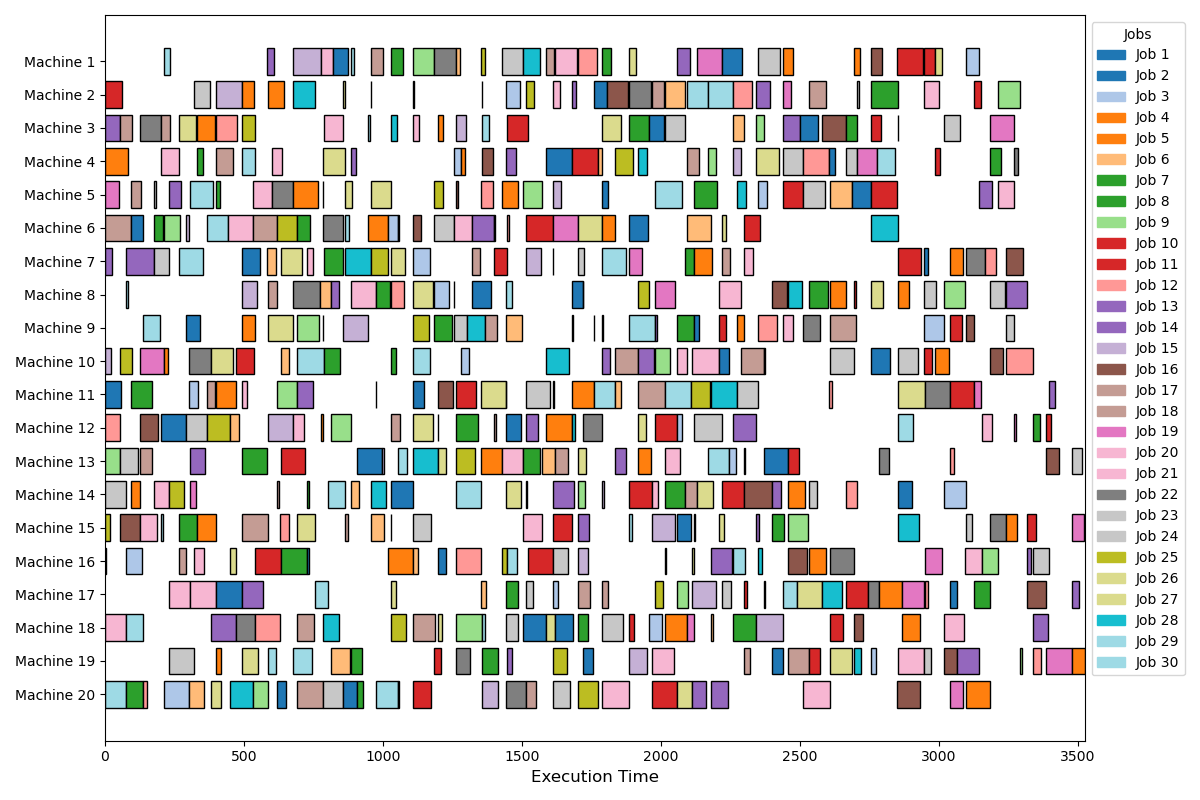 Machine 1
Machine 2
Machine 3
Machine 4
Machine 5
Machine 6
Machine 7
Machine 8
Machine 9
Machine 10
Machine 11
Machine 12
Machine 13
Machine 14
Machine 15
Machine 16
Machine 17
Machine 18
Machine 19
Machine 20
0 500 1000 1500 2000 2500 3000 3500
Execution Time
Jobs
Job 1
Job 2
Job 3
Job 4
Job 5
Job 6
Job 7
Job 8
Job 9
Job 10
Job 11
Job 12
Job 13
Job 14
Job 15
Job 16
Job 17
Job 18
Job 19
Job 20
Job 21
Job 22
Job 23
Job 24
Job 25
Job 26
Job 27
Job 28
Job 29
Job 30